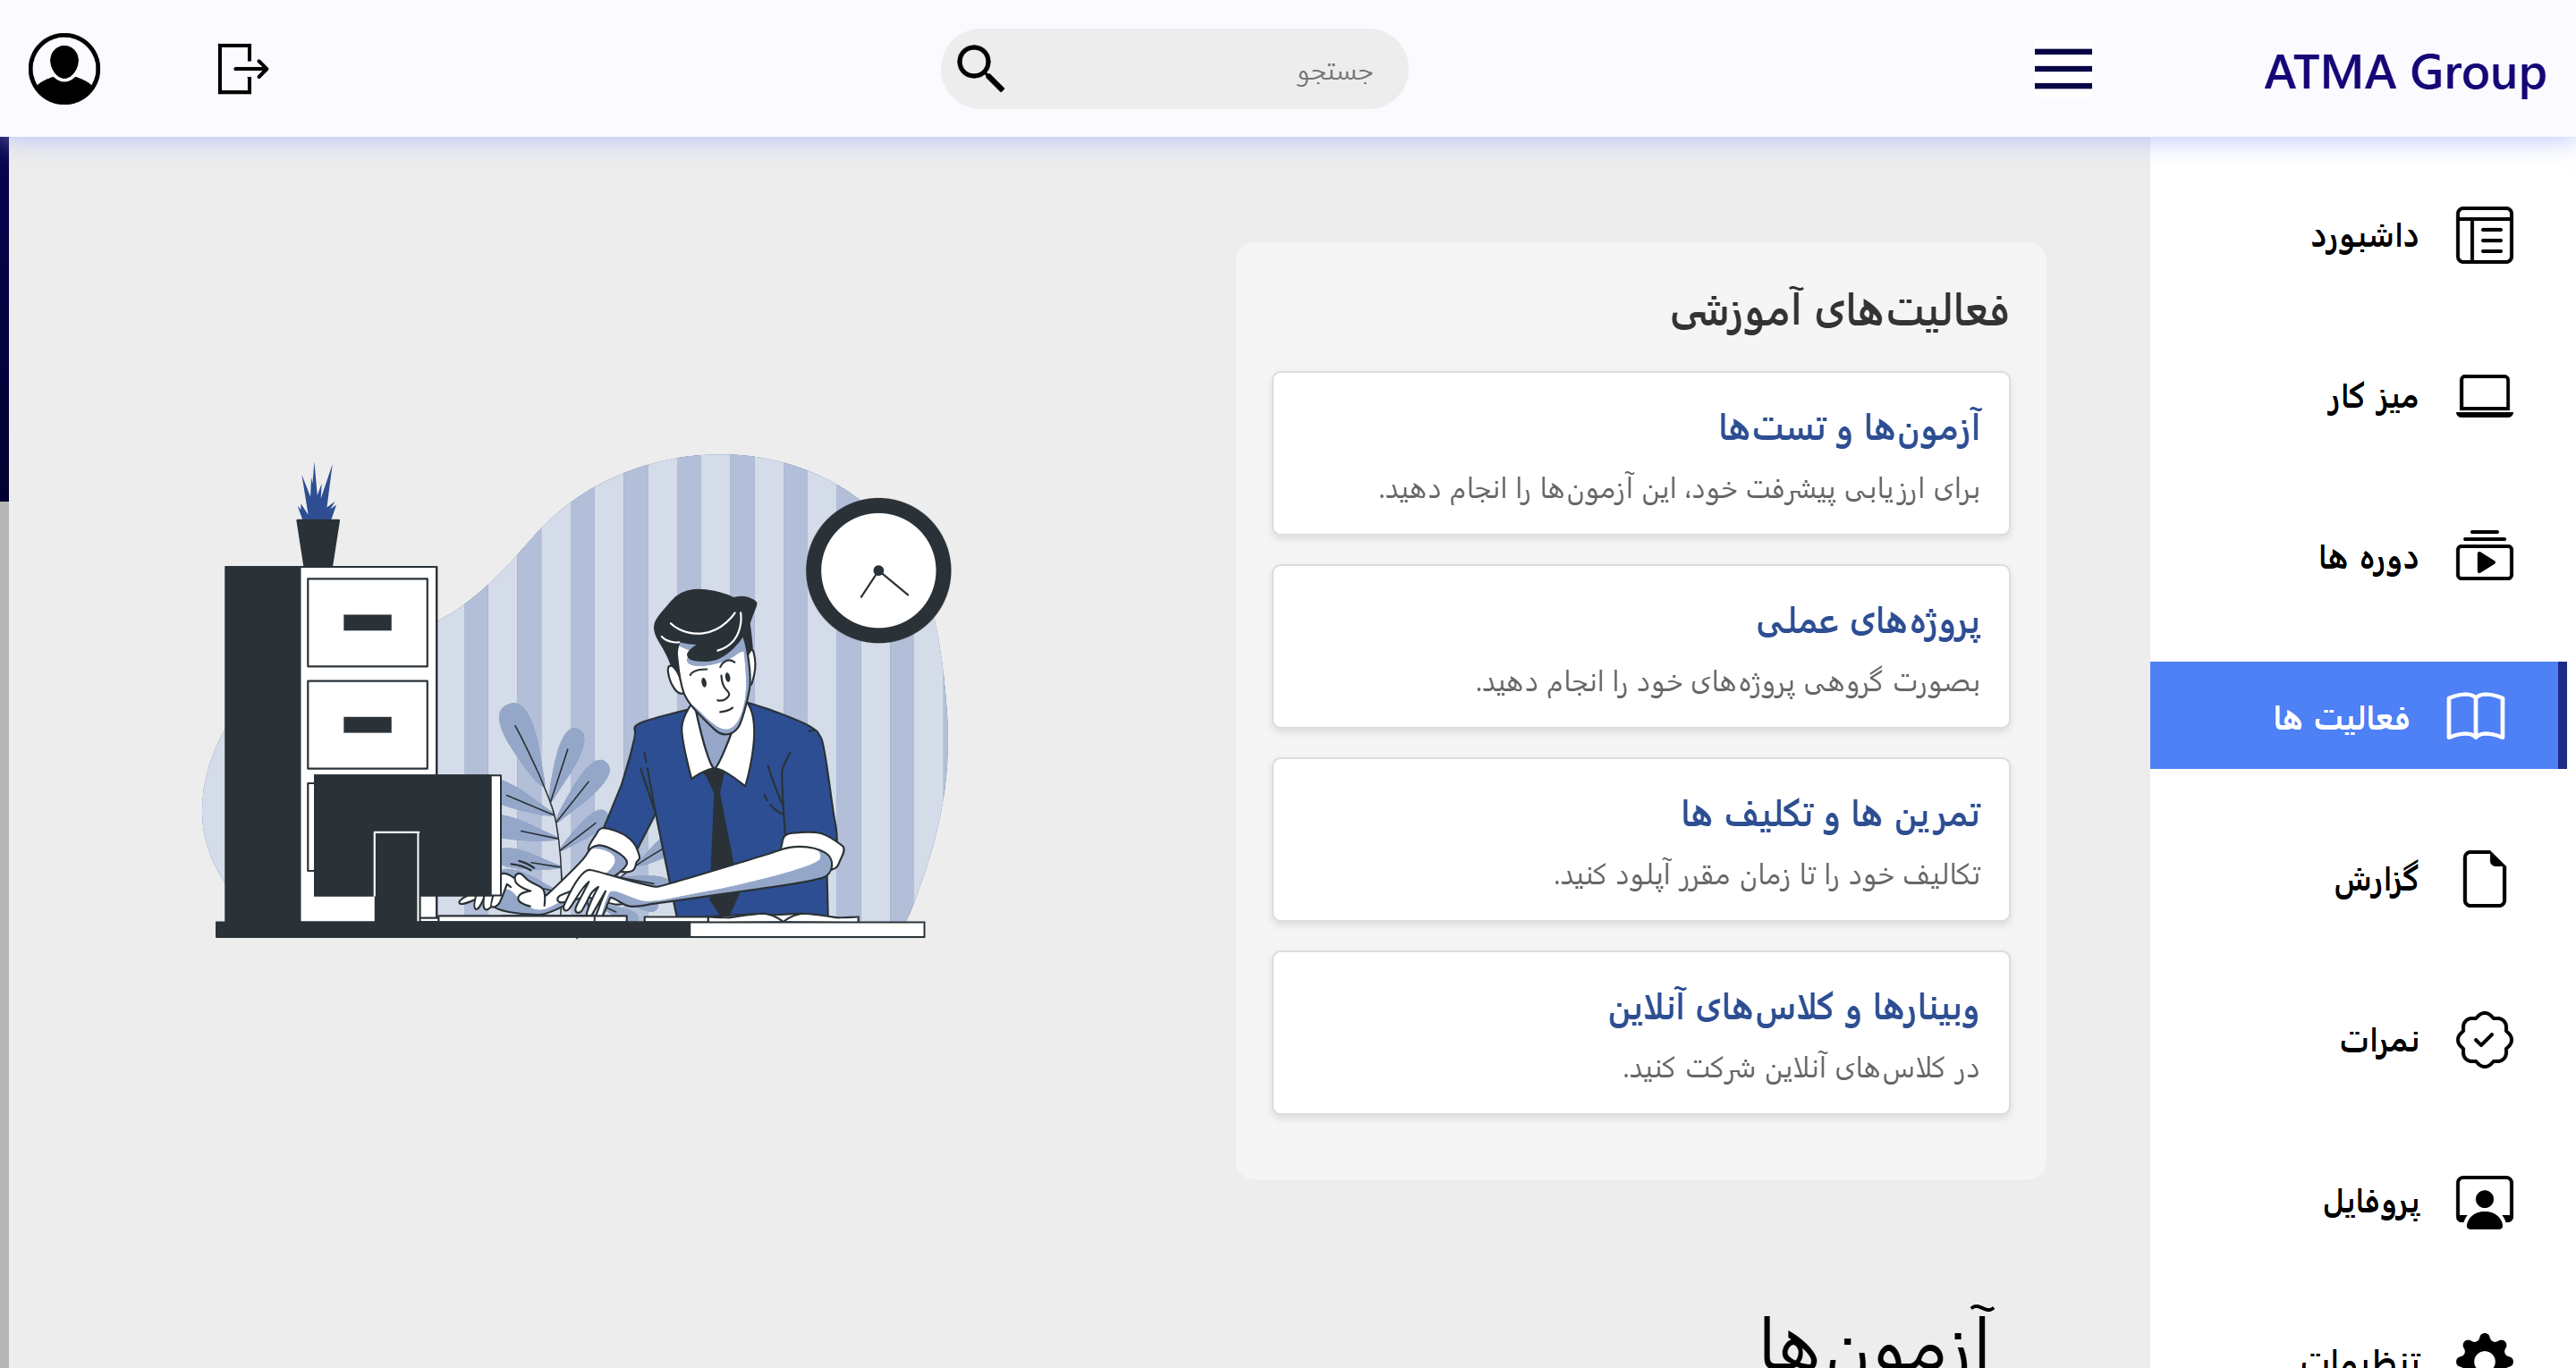 ATMA Group
جستجو
داشبورد
میز کار
دوره ها
فعالیت ها
گزارش
نمرات
پروفایل
تنظیمات
فعالیت‌های آموزشی
آزمون‌ها و تست‌ها
برای ارزیابی پیشرفت خود، این آزمون‌ها را انجام دهید.
پروژه‌های عملی
بصورت گروهی پروژه‌های خود را انجام دهید.
تمرین ها و تکلیف ها
تکالیف خود را تا زمان مقرر آپلود کنید.
وبینارها و کلاس‌های آنلاین
در کلاس‌های آنلاین شرکت کنید.
آزمون‌ها